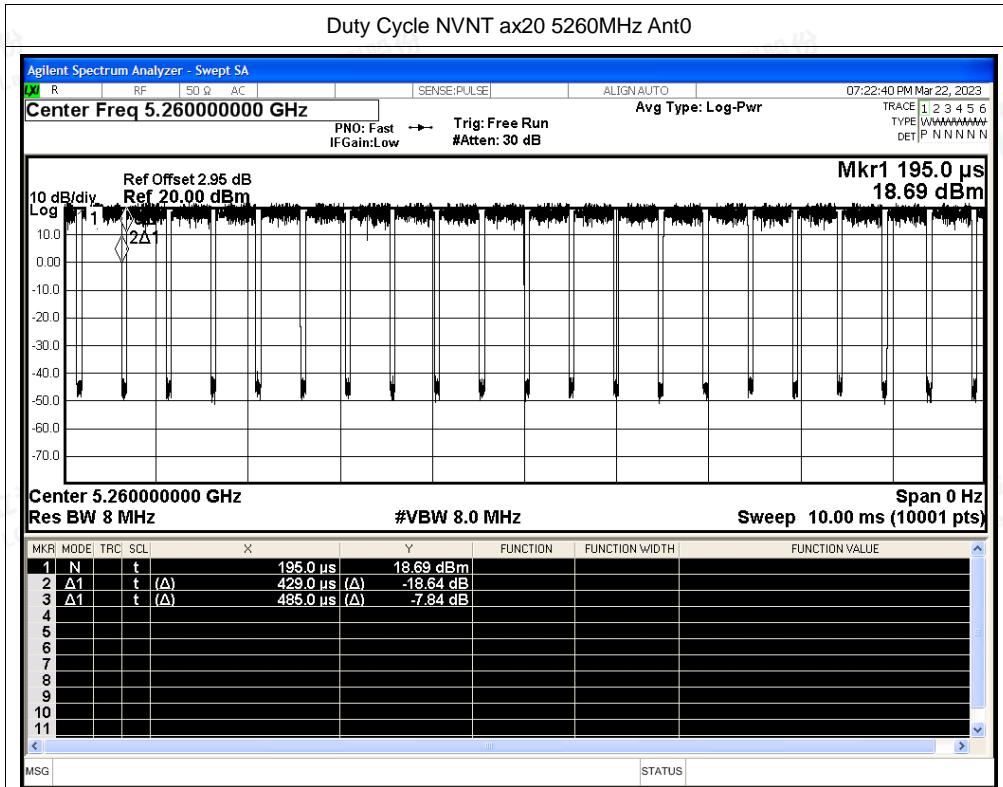 Duty Cycle NVNT ax20 5260MHz Ant0
Agilent Spectrum Analyzer - Swept SA
LXI R RF 50 Ω AC SENSE:PULSE ALIGN AUTO 07:22:40 PM Mar 22, 2023
Center Freq 5.260000000 GHz Avg Type: Log-Pwr TRACE 1 2 3 4 5 6
PNO: Fast Trig: Free Run TYPE
IFGain:Low #Atten: 30 dB DET P N N N N N
Mkr1 195.0 µs
Ref Offset 2.95 dB
10 dB/div Ref 20.00 dBm 18.69 dBm
Log
1
10.0
2Δ1
0.00
-10.0
-20.0
-30.0
-40.0
-50.0
-60.0
-70.0
Center 5.260000000 GHz Span 0 Hz
Res BW 8 MHz #VBW 8.0 MHz Sweep 10.00 ms (10001 pts)
MKR MODE TRC SCL X Y FUNCTION FUNCTION WIDTH FUNCTION VALUE
1 N t 195.0 µs 18.69 dBm
2 Δ1 t (Δ) 429.0 µs (Δ) -18.64 dB
3 Δ1 t (Δ) 485.0 µs (Δ) -7.84 dB
4
5
6
7
8
9
10
11
MSG STATUS